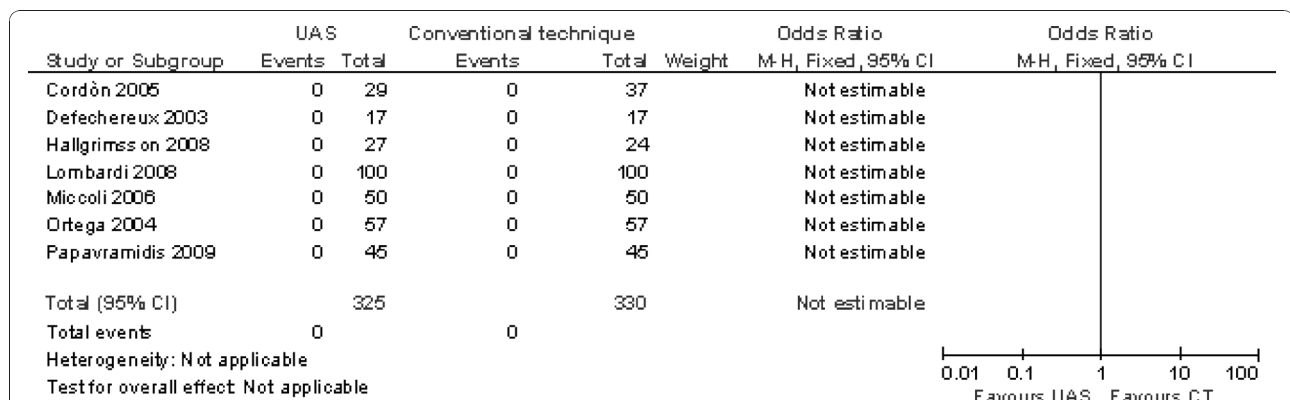 UAS Conventional technique Odds Ratio Odds Ratio
Study or Subgroup Events Total Events Total Weight M-H, Fixed, 95% CI M-H, Fixed, 95% CI
Cordòn 2005 0 29 0 37 Not estimable
Defechereux 2003 0 17 0 17 Not estimable
Hallgrimsson 2008 0 27 0 24 Not estimable
Lombardi 2008 0 100 0 100 Not estimable
Miccoli 2006 0 50 0 50 Not estimable
Ortega 2004 0 57 0 57 Not estimable
Papavramidis 2009 0 45 0 45 Not estimable
Total (95% CI) 325 330 Not estimable
Total events 0 0
Heterogeneity: Not applicable
Test for overall effect: Not applicable
0.01 0.1 1 10 100
Favours UAS Favours CT